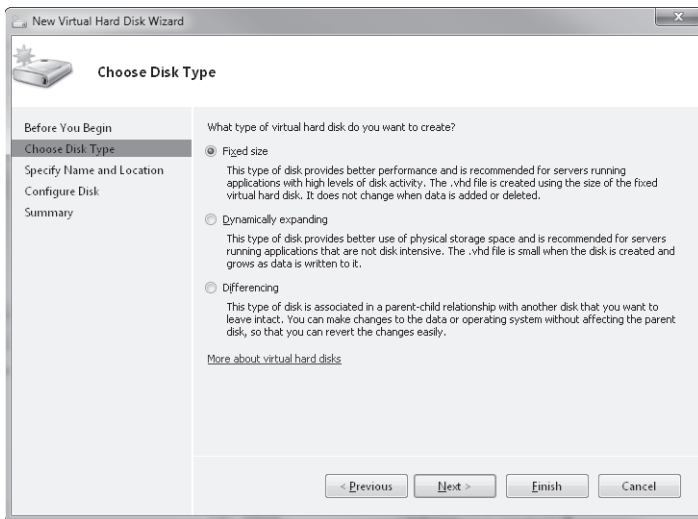 New Virtual Hard Disk Wizard
x
Choose Disk Type
Before You Begin
Choose Disk Type
Specify Name and Location
Configure Disk
Summary
What type of virtual hard disk do you want to create?
Fixed size
This type of disk provides better performance and is recommended for servers running
applications with high levels of disk activity. The .vhd file is created using the size of the fixed
virtual hard disk. It does not change when data is added or deleted.
Dynamically expanding
This type of disk provides better use of physical storage space and is recommended for servers
running applications that are not disk intensive. The .vhd file is small when the disk is created and
grows as data is written to it.
Differencing
This type of disk is associated in a parent-child relationship with another disk that you want to
leave intact. You can make changes to the data or operating system without affecting the parent
disk, so that you can revert the changes easily.
More about virtual hard disks
< Previous
Next >
Finish
Cancel